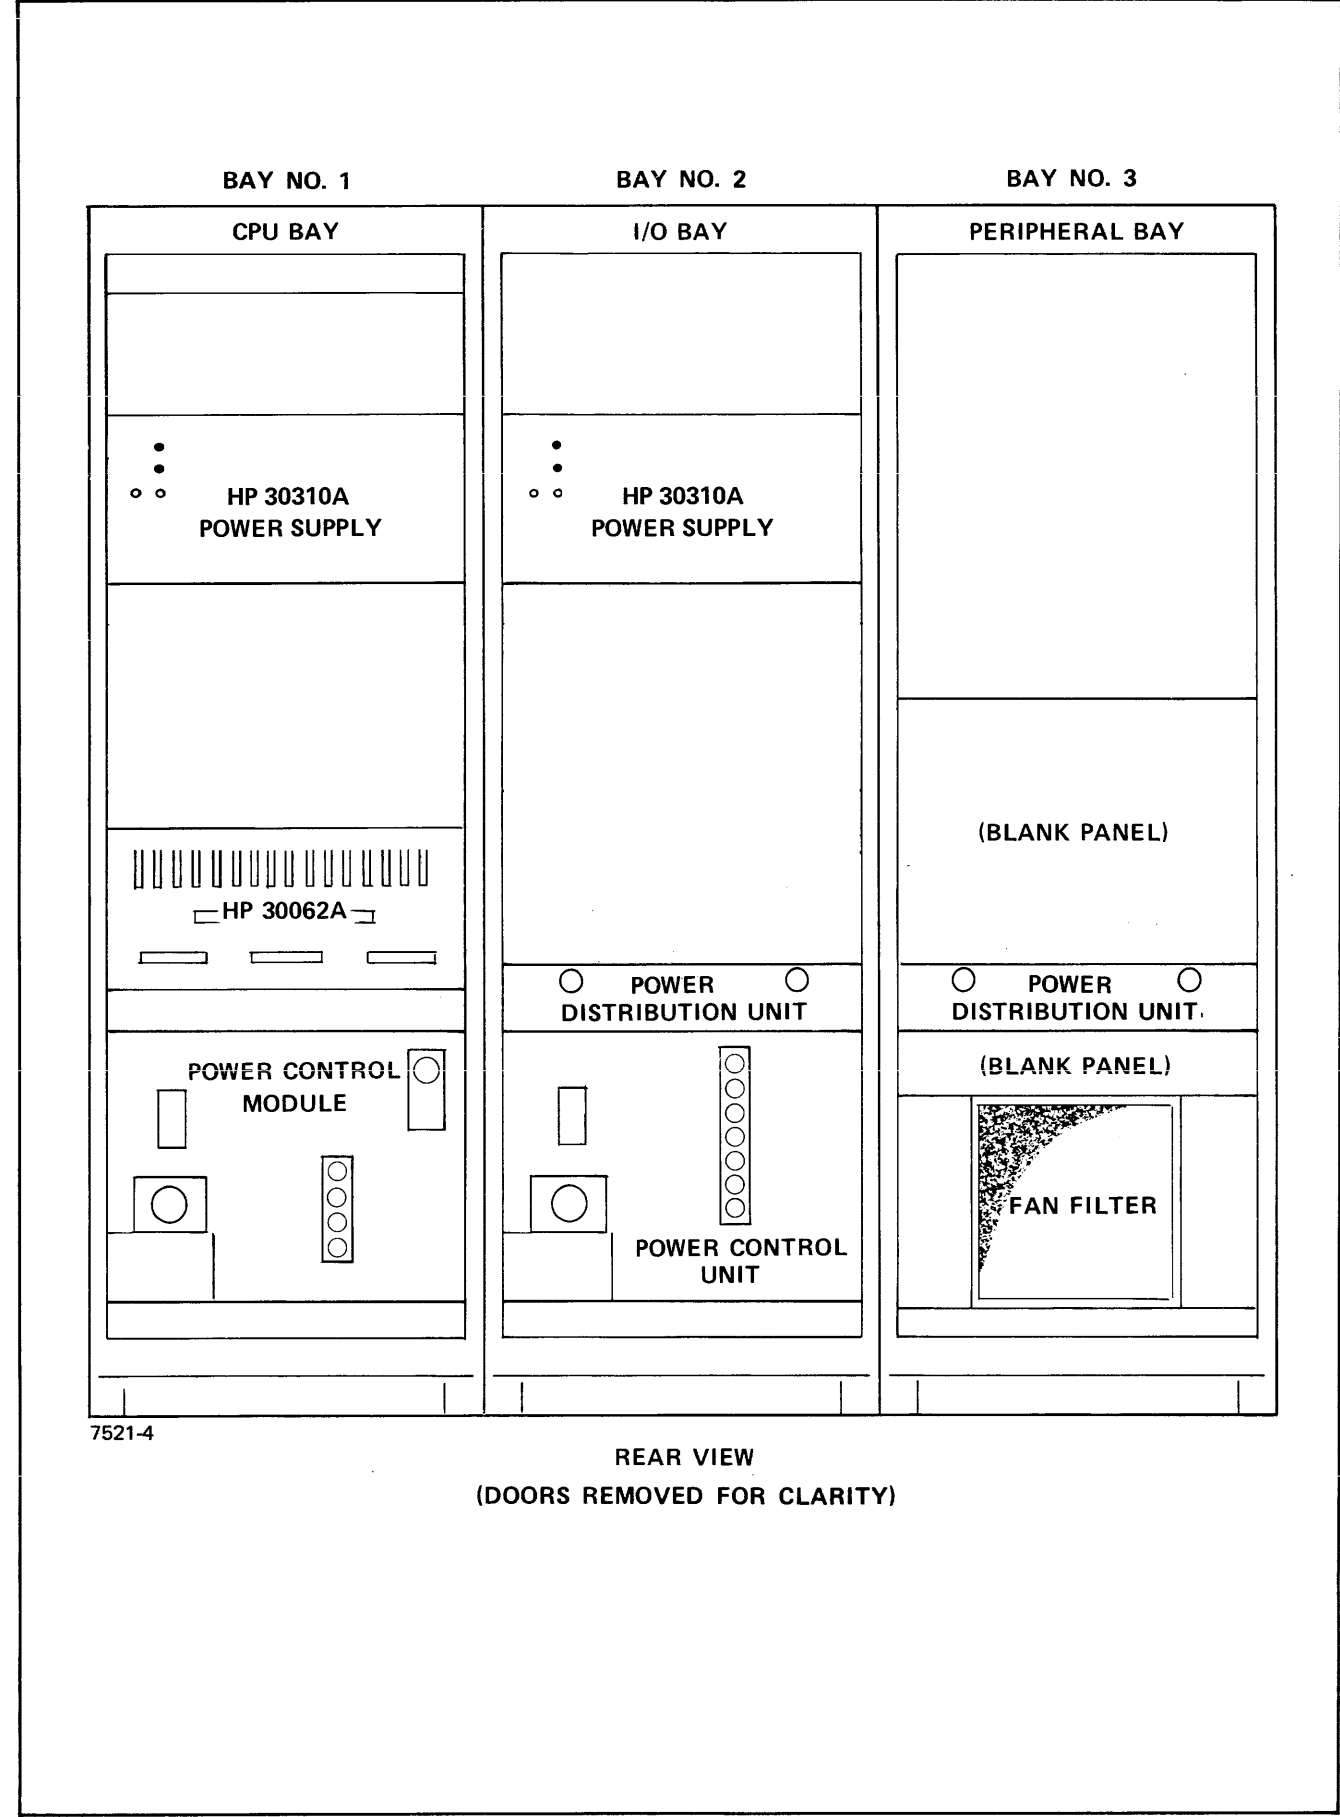 BAY NO. 1
BAY NO. 2
BAY NO. 3
CPU BAY
I/O BAY
PERIPHERAL BAY
HP 30310A
POWER SUPPLY
HP 30310A
POWER SUPPLY
(BLANK PANEL)
HP 30062A
POWER
DISTRIBUTION UNIT
POWER
DISTRIBUTION UNIT
POWER CONTROL
MODULE
(BLANK PANEL)
FAN FILTER
POWER CONTROL
UNIT
7521-4
REAR VIEW
(DOORS REMOVED FOR CLARITY)